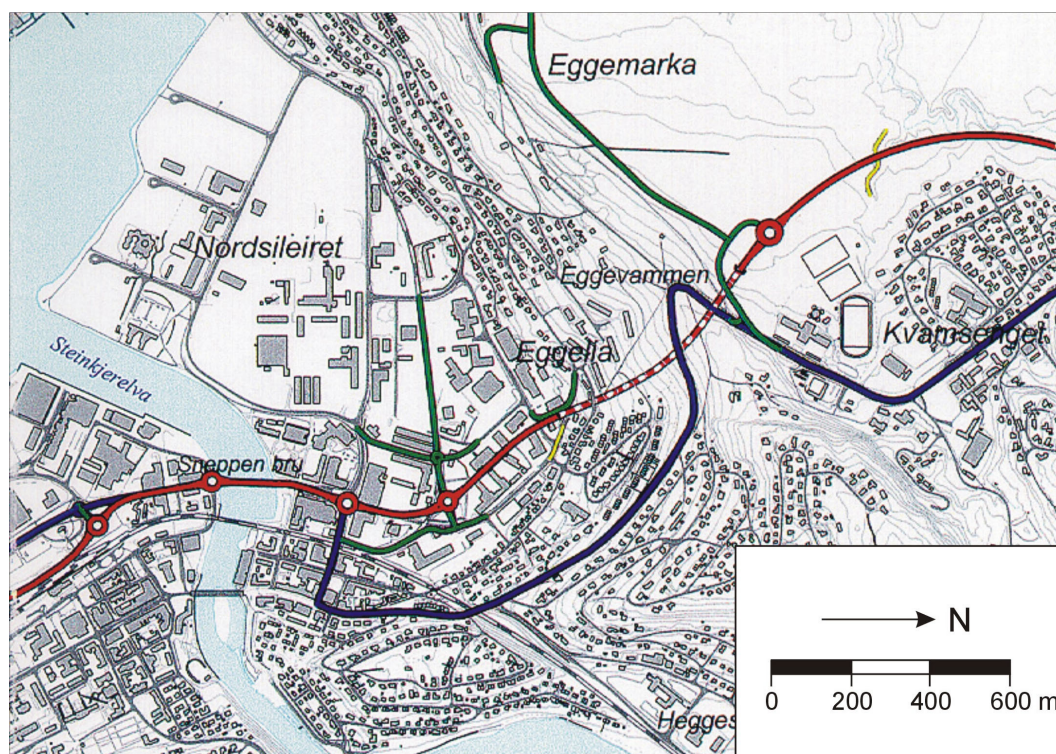 Eggemarka
Nordsileiret
Eggevammen
Kvamsenget
Steinkjerelva
Eggelia
Sneppen bru
N
0 200 400 600 m
Hegges